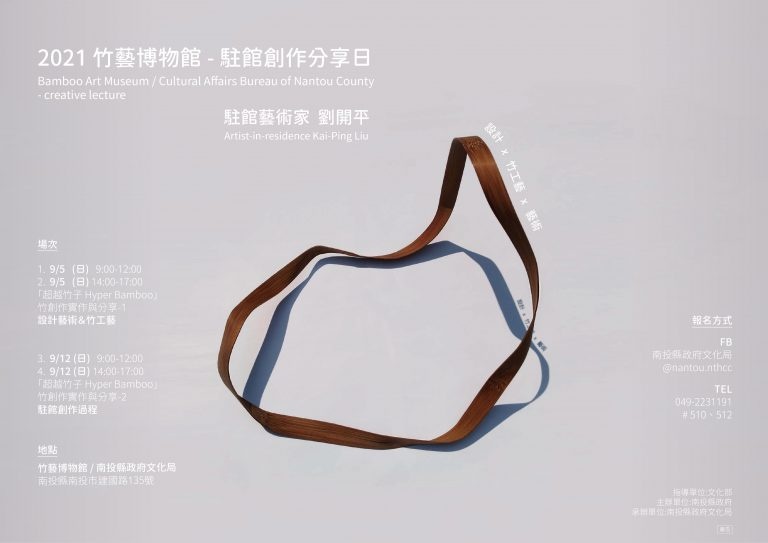 2021 竹藝博物館 - 駐館創作分享日
Bamboo Art Museum / Cultural Affairs Bureau of Nantou County
- creative lecture
駐館藝術家 劉開平
Artist-in-residence Kai-Ping Liu
設計 x 竹工藝 x 藝術
設計 x 竹 藝 x 藝術
場次
1. 9/5 (日) 9:00-12:00
2. 9/5 (日) 14:00-17:00
「超越竹子 Hyper Bamboo」
竹創作實作與分享-1
設計藝術&竹工藝
3. 9/12 (日) 9:00-12:00
4. 9/12 (日) 14:00-17:00
「超越竹子 Hyper Bamboo」
竹創作實作與分享-2
駐館創作過程
地點
竹藝博物館 / 南投縣政府文化局
南投縣南投市建國路135號
報名方式
FB
南投縣政府文化局
@nantou.nthcc
TEL
049-2231191
# 510、512
指導單位:文化部
主辦單位:南投縣政府
承辦單位:南投縣政府文化局